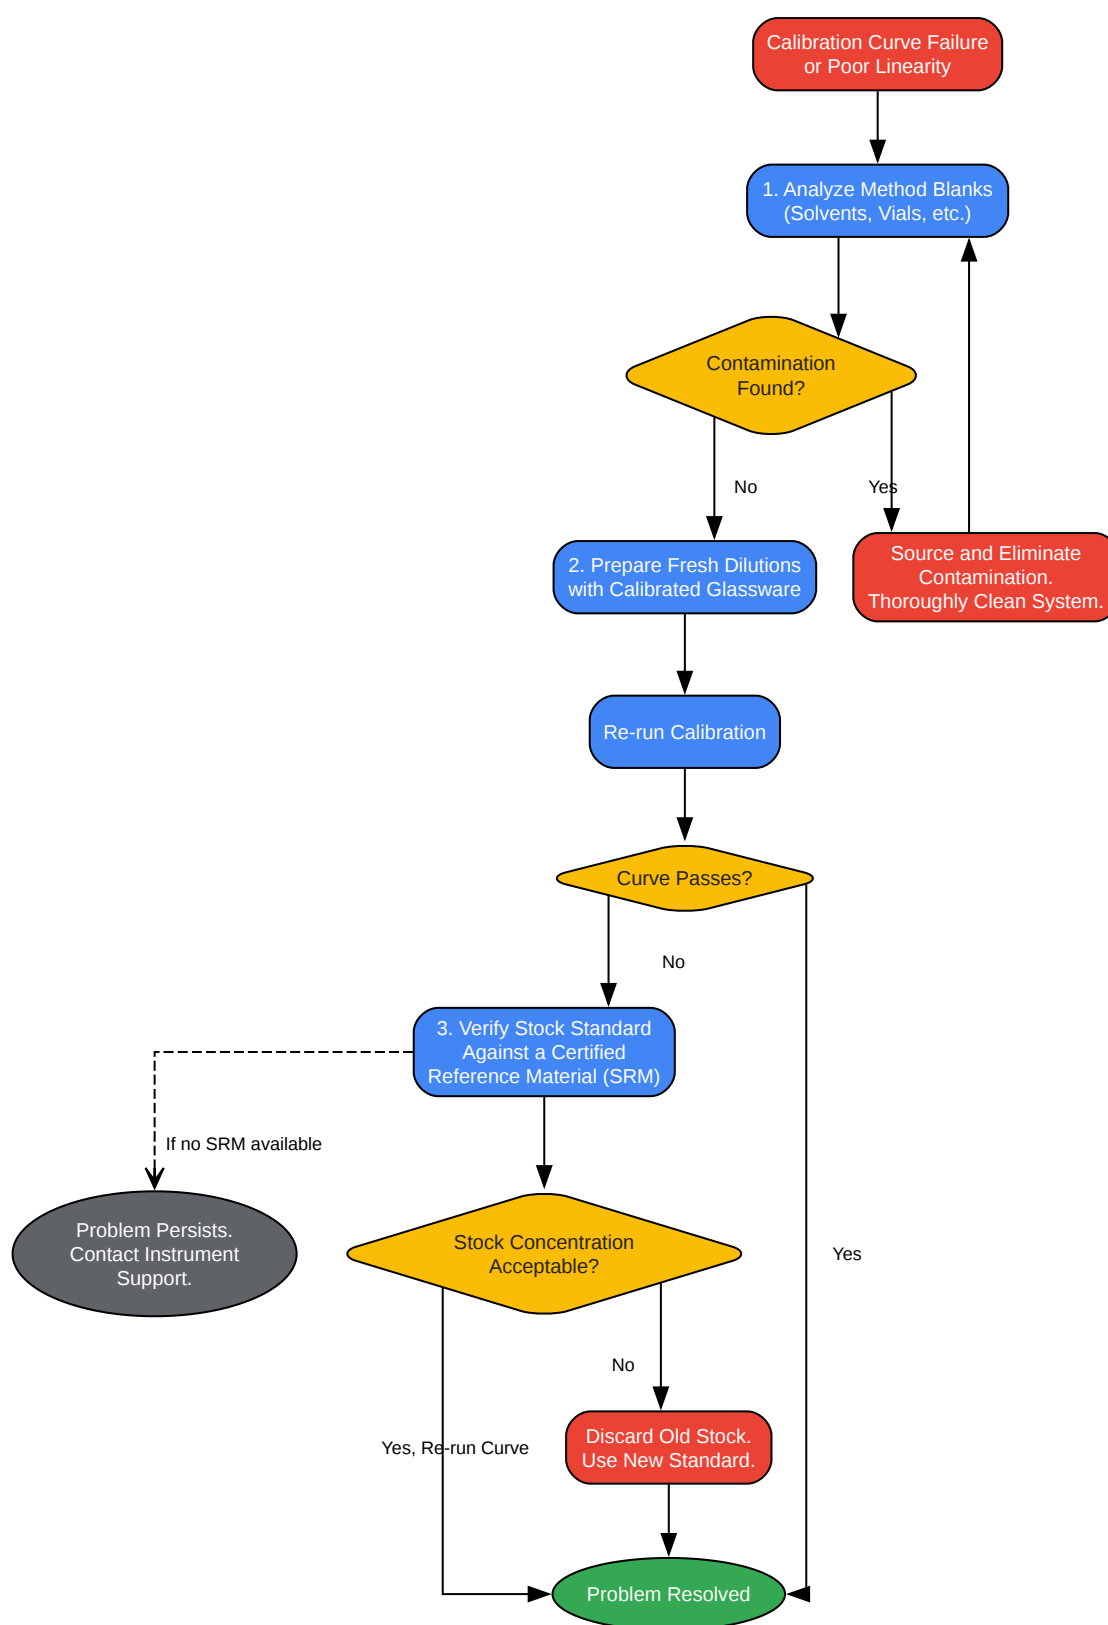 Calibration Curve Failure
or Poor Linearity
1. Analyze Method Blanks
(Solvents, Vials, etc.)
Contamination
Found?
No
Yes
2. Prepare Fresh Dilutions
with Calibrated Glassware
Source and Eliminate
Contamination.
Thoroughly Clean System.
Re-run Calibration
Curve Passes?
No
3. Verify Stock Standard
Against a Certified
Reference Material (SRM)
If no SRM available
Problem Persists.
Contact Instrument
Support.
Stock Concentration
Acceptable?
Yes
No
Yes, Re-run Curve
Discard Old Stock.
Use New Standard.
Problem Resolved